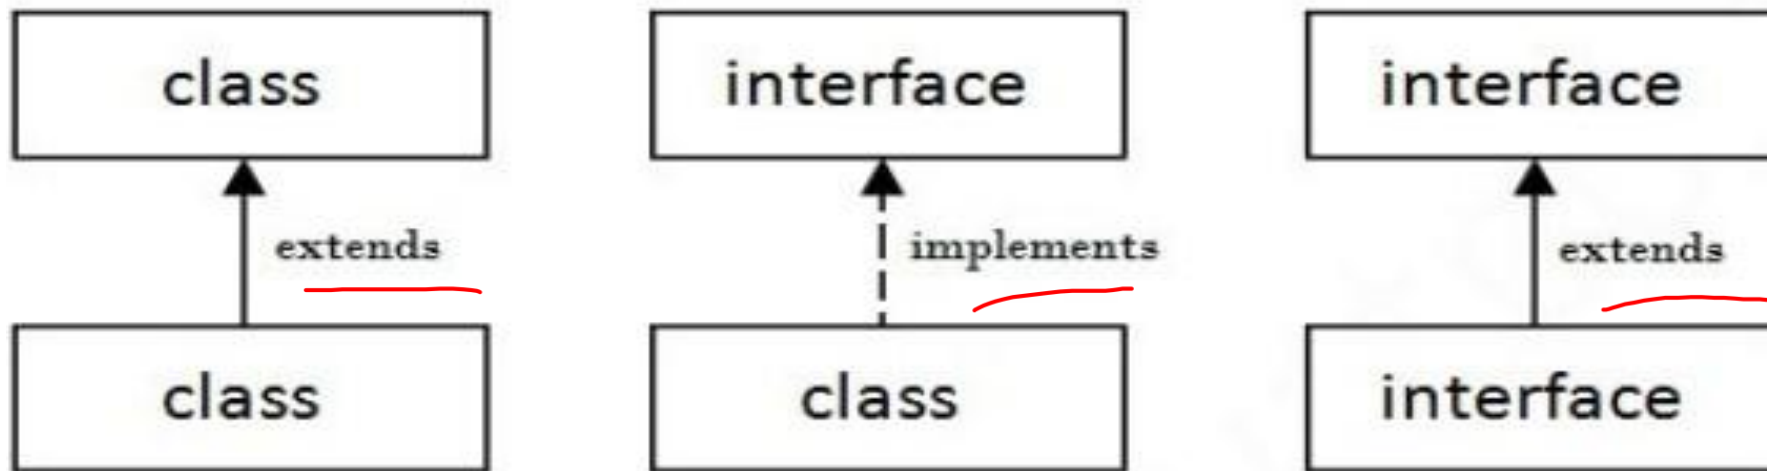 class
interface
interface
extends
implements
extends
class
class
interface